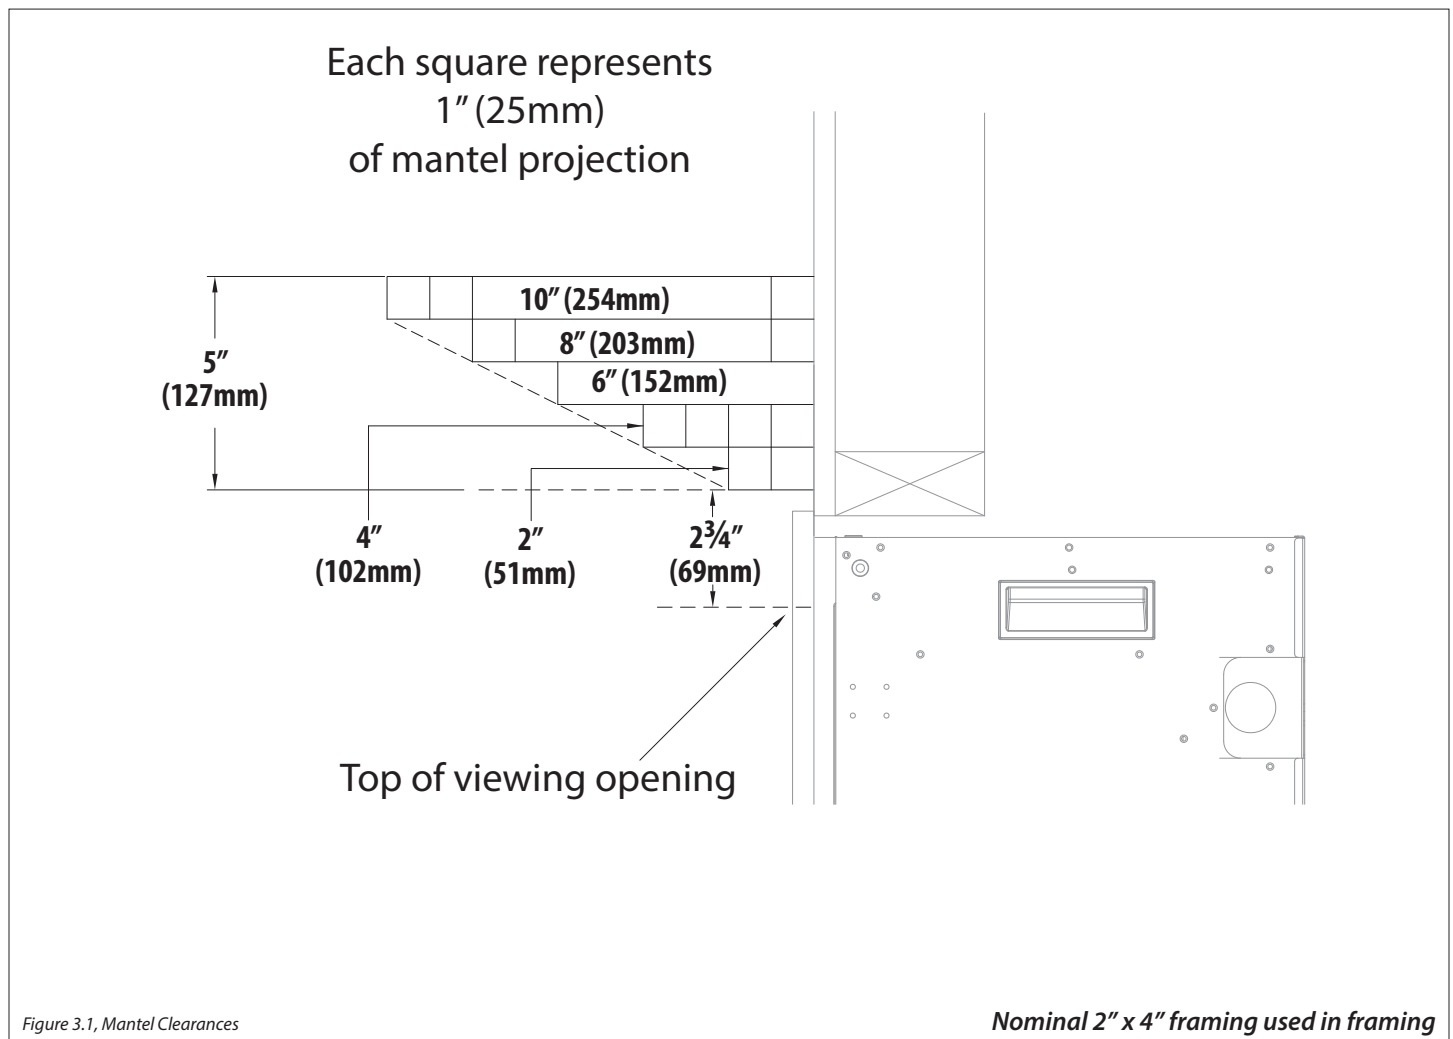 Each square represents
1” (25mm)
of mantel projection
10” (254mm)
8” (203mm)
6” (152mm)
5”
(127mm)
4”
(102mm)
2”
(51mm)
2¾”
(69mm)
Top of viewing opening
Figure 3.1, Mantel Clearances
Nominal 2” x 4” framing used in framing